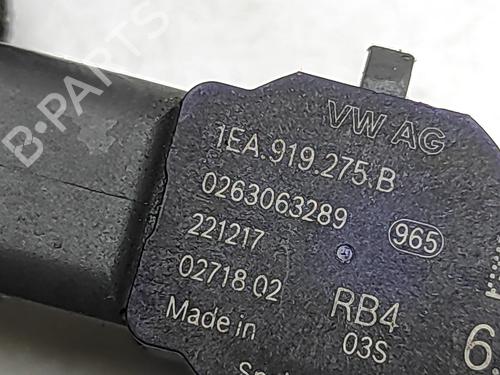 B-PARTS
VW AG
1EA.919.275.B
0263063289
965
221217
02718 02
RB4
Made in
03S
6.